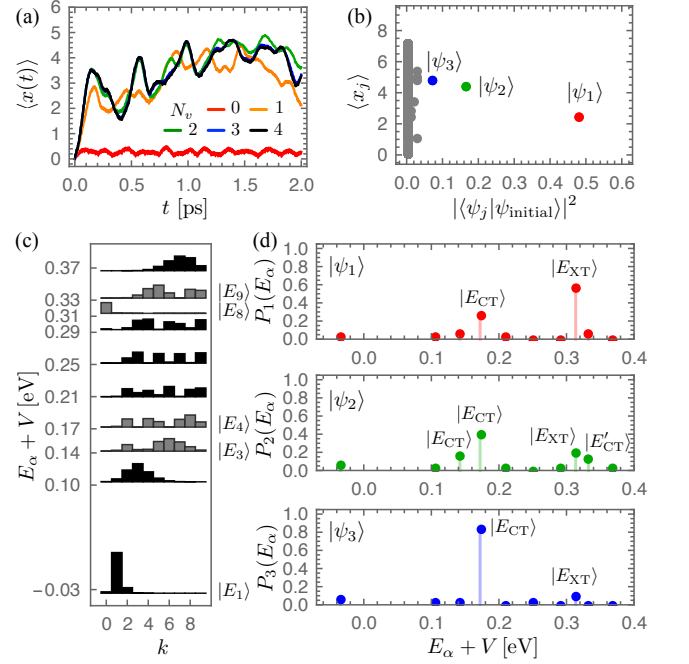 (a)
⟨x(t)⟩
5
4
3
2
1
0
N_v 0 1
2 3 4
0.0 0.5 1.0 1.5 2.0
t [ps]
(b)
⟨x_j⟩
12
8
4
0
|ψ_3⟩
|ψ_2⟩
|ψ_1⟩
0.0 0.1 0.2 0.3 0.4 0.5 0.6
|⟨ψ_j|ψ_initial⟩|^2
(c)
E_α + V [eV]
0.37
0.33 |E_9⟩
0.31 |E_8⟩
0.29
0.25
0.21
0.17 |E_4⟩
0.14 |E_3⟩
0.10
−0.03 |E_1⟩
0 2 4 6 8
k
(d)
P_1(E_α)
1.0
0.8
0.6
0.4
0.2
0.0
|ψ_1⟩
|E_CT⟩
|E_XT⟩
0.0 0.1 0.2 0.3 0.4
P_2(E_α)
1.0
0.8
0.6
0.4
0.2
0.0
|ψ_2⟩
|E_CT⟩
|E_CT⟩
|E_XT⟩
|E′_CT⟩
0.0 0.1 0.2 0.3 0.4
P_3(E_α)
1.0
0.8
0.6
0.4
0.2
0.0
|ψ_3⟩
|E_CT⟩
|E_XT⟩
0.0 0.1 0.2 0.3 0.4
E_α + V [eV]